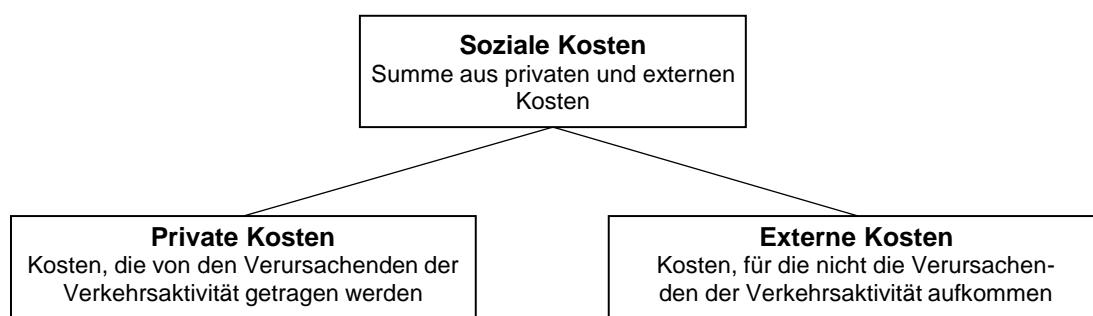 Soziale Kosten
Summe aus privaten und externen
Kosten
Private Kosten
Kosten, die von den Verursachenden der
Verkehrsaktivität getragen werden
Externe Kosten
Kosten, für die nicht die Verursachen-
den der Verkehrsaktivität aufkommen